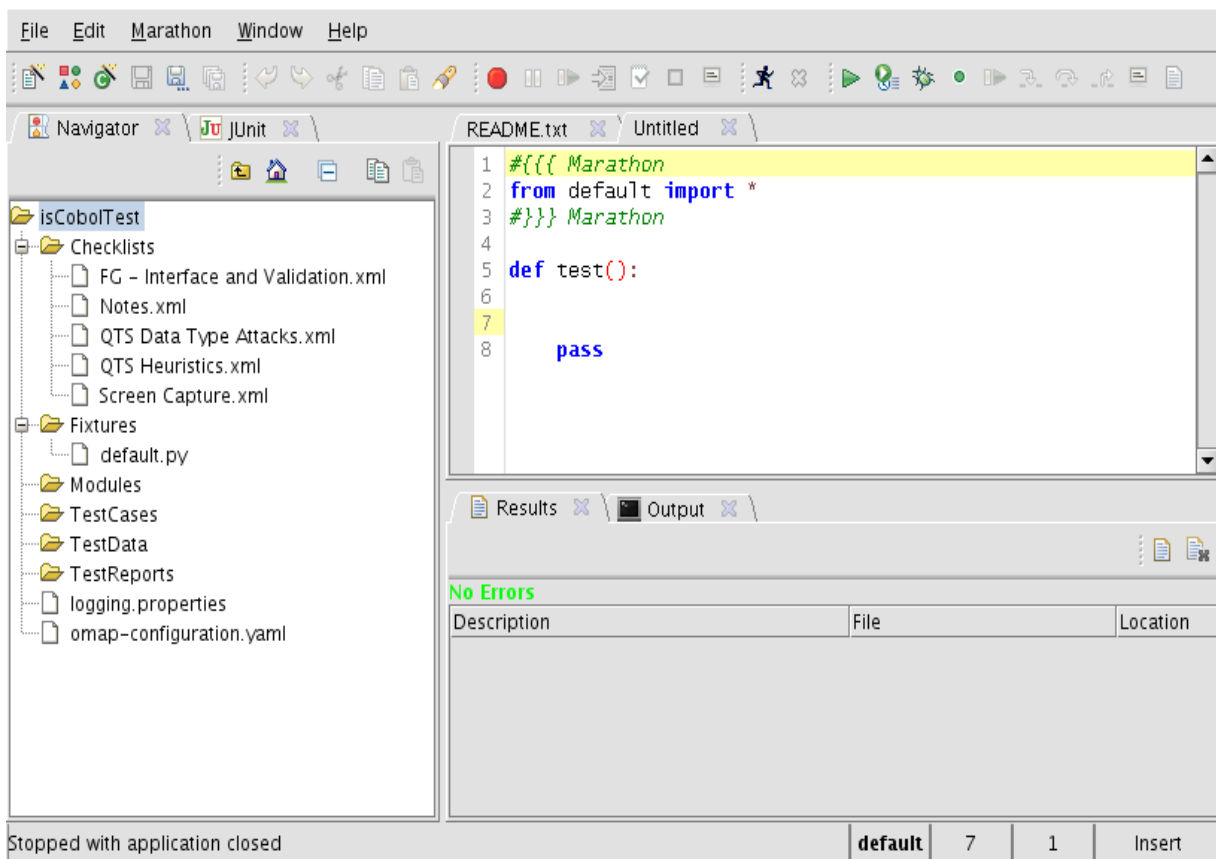 File Edit Marathon Window Help
Navigator JU JUnit
README.txt Untitled
isCobolTest
Checklists
FG - Interface and Validation.xml
Notes.xml
QTS Data Type Attacks.xml
QTS Heuristics.xml
Screen Capture.xml
Fixtures
default.py
Modules
TestCases
TestData
TestReports
logging.properties
omap-configuration.yaml
1 #{{{ Marathon
2 from default import *
3 #}}} Marathon
4
5 def test():
6
7
8 pass
Results Output
No Errors
Description File Location
Stopped with application closed default 7 1 Insert